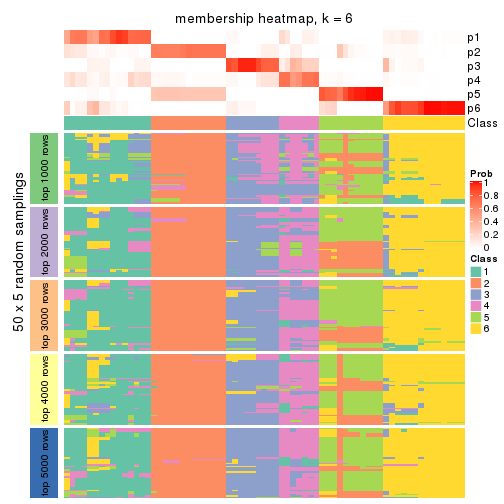 membership heatmap, k = 6
p1
p2
p3
p4
p5
p6
Class
50 x 5 random samplings
top 1000 rows
top 2000 rows
top 3000 rows
top 4000 rows
top 5000 rows
Prob
1
0.8
0.6
0.4
0.2
0
Class
1
2
3
4
5
6